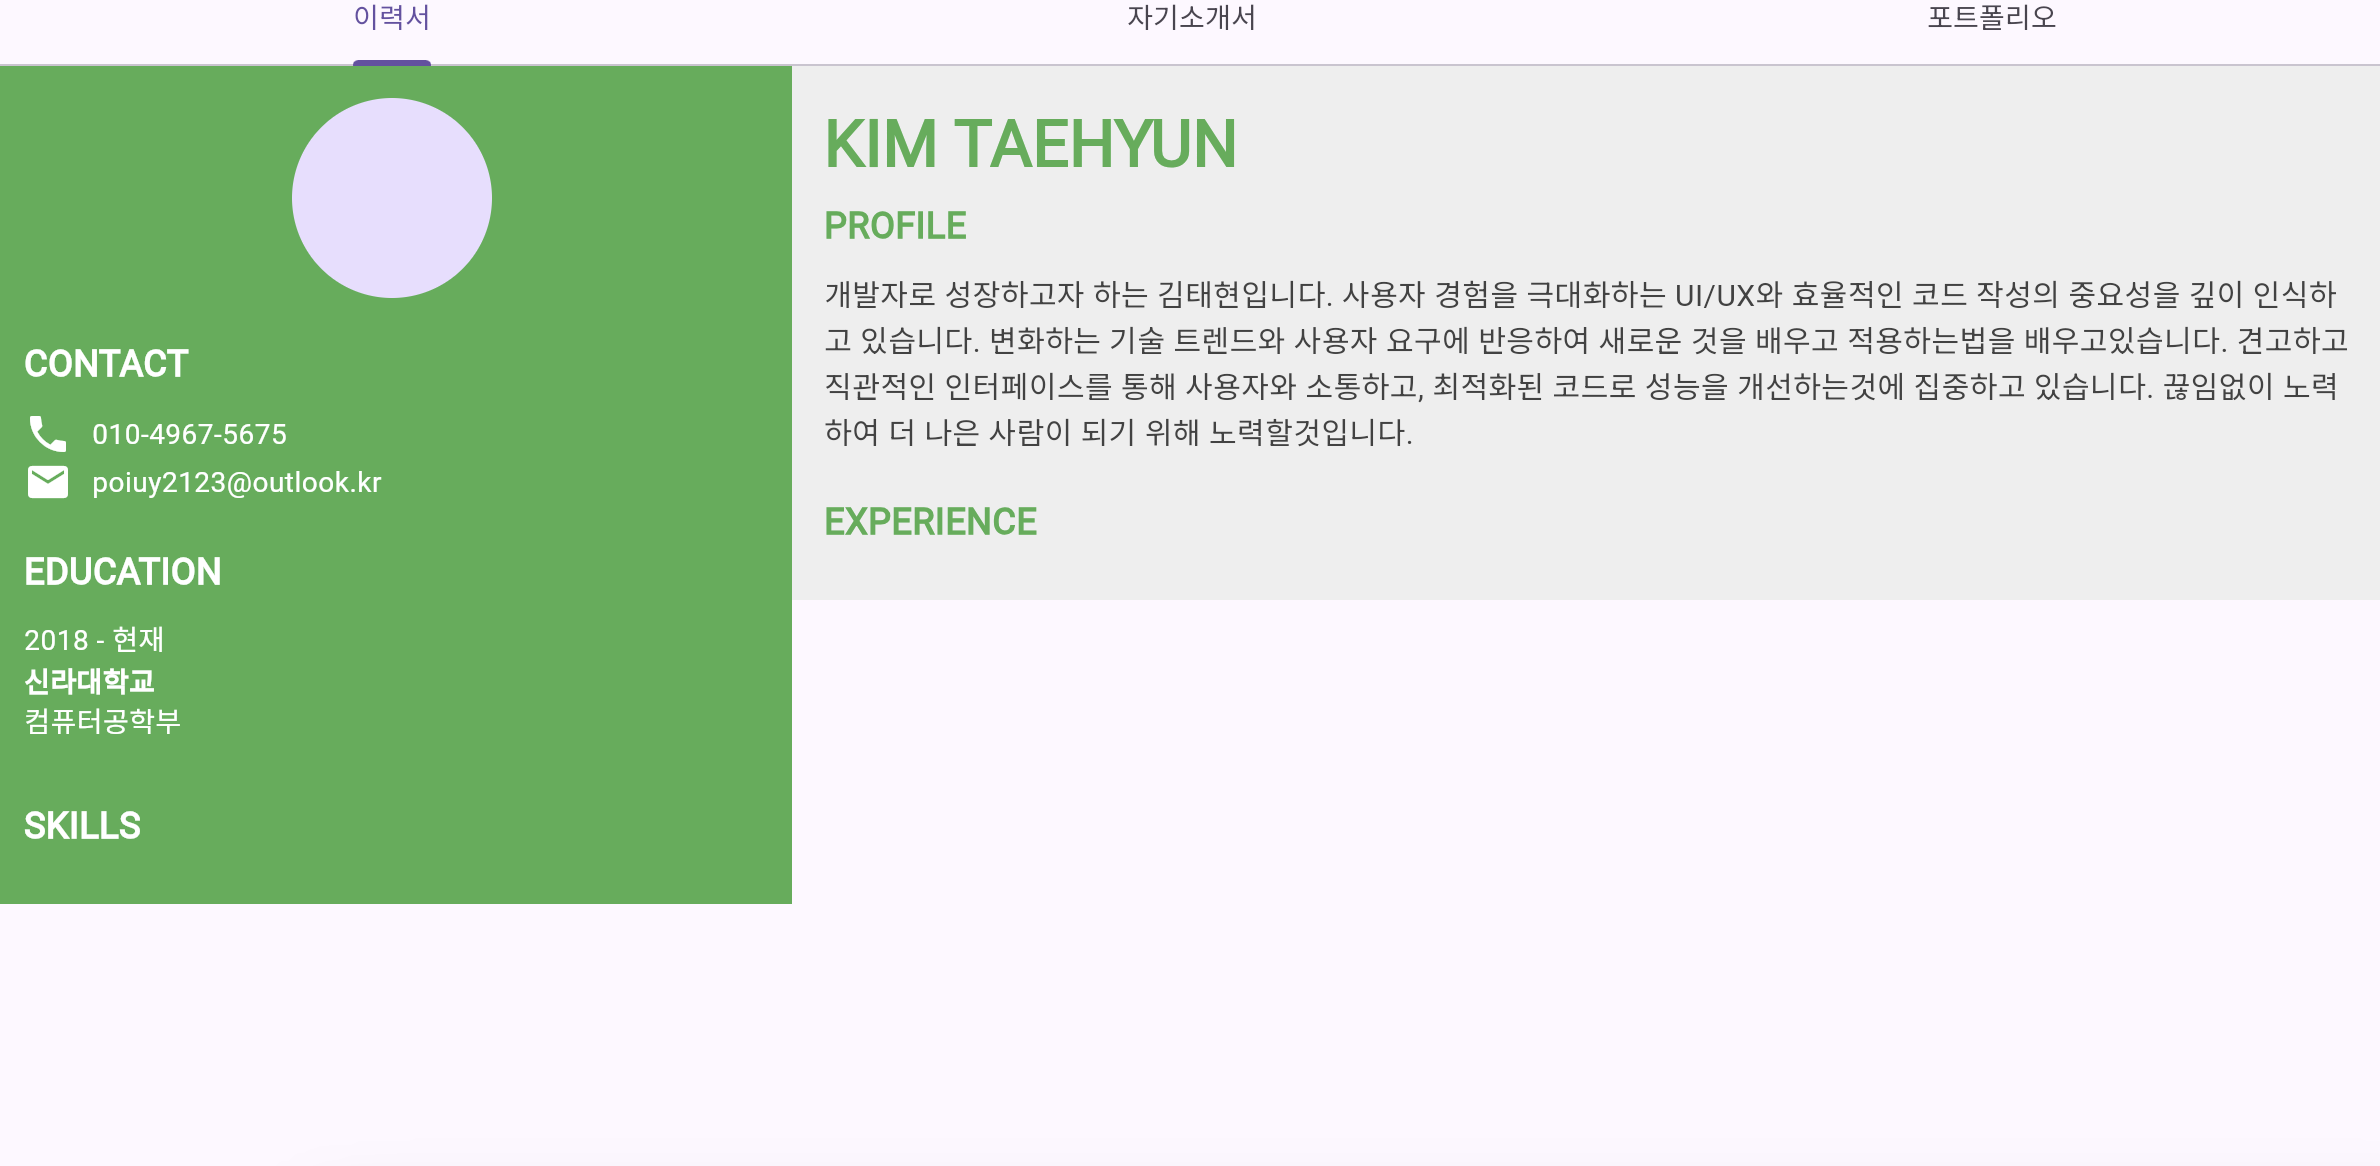 이력서
자기소개서
포트폴리오
CONTACT
010-4967-5675
poiuy2123@outlook.kr
EDUCATION
2018 - 현재
신라대학교
컴퓨터공학부
SKILLS
KIM TAEHYUN
PROFILE
개발자로 성장하고자 하는 김태현입니다. 사용자 경험을 극대화하는 UI/UX와 효율적인 코드 작성의 중요성을 깊이 인식하
고 있습니다. 변화하는 기술 트렌드와 사용자 요구에 반응하여 새로운 것을 배우고 적용하는법을 배우고있습니다. 견고하고
직관적인 인터페이스를 통해 사용자와 소통하고, 최적화된 코드로 성능을 개선하는것에 집중하고 있습니다. 끊임없이 노력
하여 더 나은 사람이 되기 위해 노력할것입니다.
EXPERIENCE